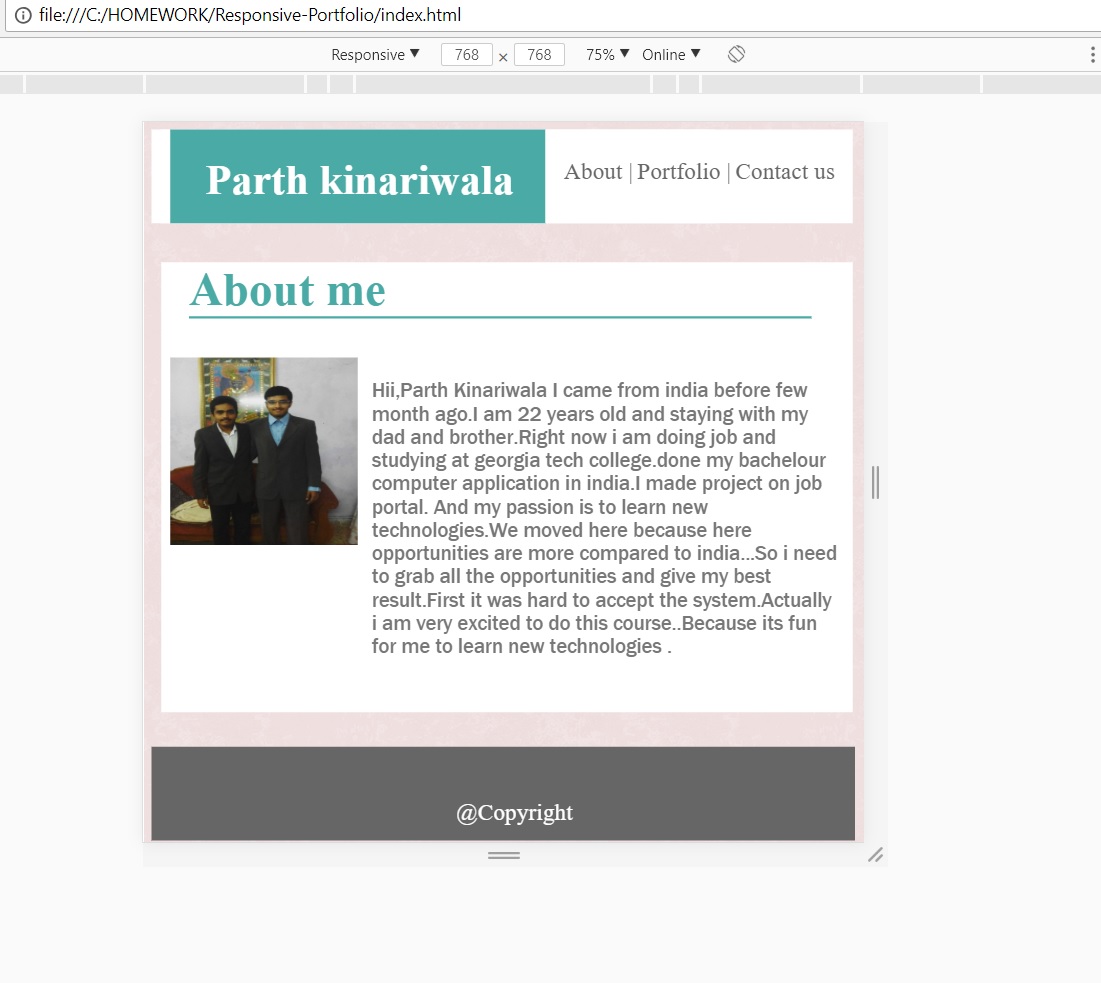 file:///C:/HOMEWORK/Responsive-Portfolio/index.html
Responsive ▼ 768 × 768 75% ▼ Online ▼
Parth kinariwala
About | Portfolio | Contact us
About me
Hii,Parth Kinariwala I came from india before few
month ago.I am 22 years old and staying with my
dad and brother.Right now i am doing job and
studying at georgia tech college.done my bachelour
computer application in india.I made project on job
portal. And my passion is to learn new
technologies.We moved here because here
opportunities are more compared to india...So i need
to grab all the opportunities and give my best
result.First it was hard to accept the system.Actually
i am very excited to do this course..Because its fun
for me to learn new technologies .
@Copyright